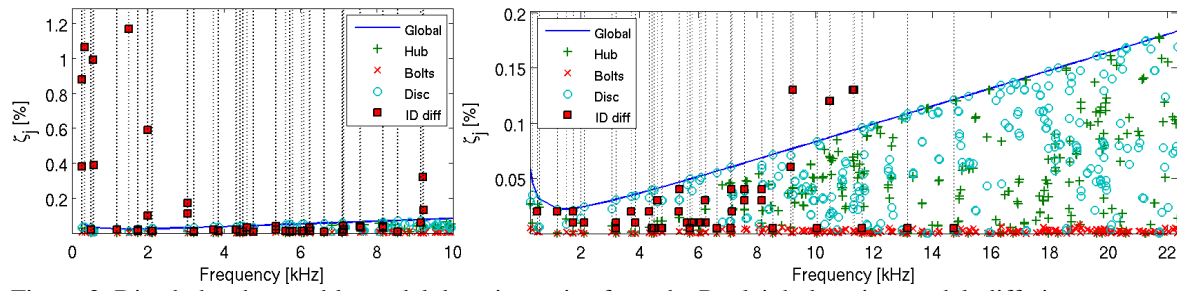 1.2
1
0.8
0.6
0.4
0.2
ζj [%]
0 2 4 6 8 10
Frequency [kHz]
Global
Hub
Bolts
Disc
ID diff
0.2
0.15
0.1
0.05
ζj [%]
2 4 6 8 10 12 14 16 18 20 22
Frequency [kHz]
Global
Hub
Bolts
Disc
ID diff